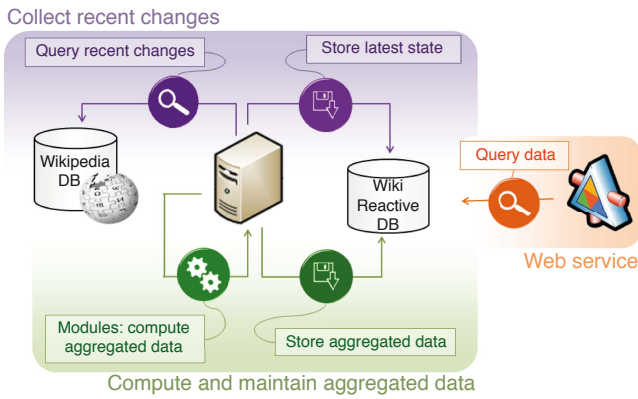 Collect recent changes
Query recent changes
Store latest state
Wikipedia
DB
Wiki
Reactive
DB
Query data
Web service
Modules: compute
aggregated data
Store aggregated data
Compute and maintain aggregated data